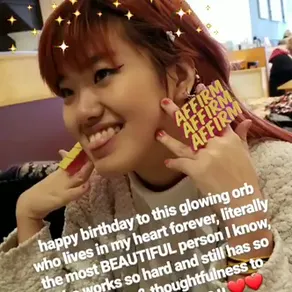 AFFIRM
AFFIRM
AFFIRM
happy birthday to this glowing orb
who lives in my heart forever, literally
the most BEAUTIFUL person I know,
works so hard and still has so
& thoughtfulness to